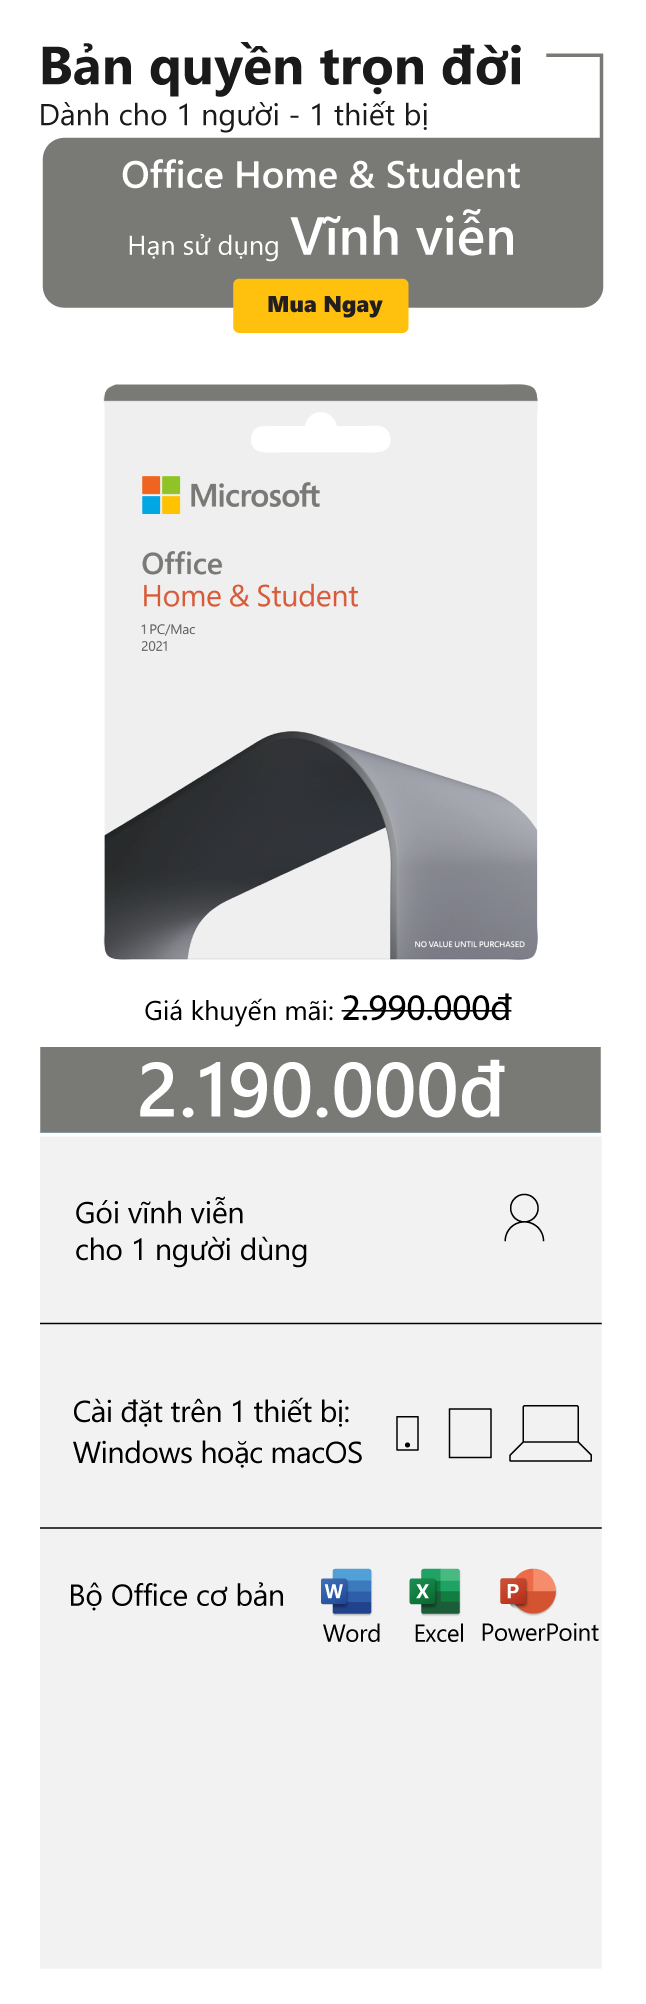 Bản quyền trọn đời
Dành cho 1 người - 1 thiết bị
Office Home & Student
Hạn sử dụng Vĩnh viễn
Mua Ngay
Microsoft
Office
Home & Student
1 PC/Mac
2021
NO VALUE UNTIL PURCHASED
Giá khuyến mãi: 2.990.000đ
2.190.000đ
Gói vĩnh viễn
cho 1 người dùng
Cài đặt trên 1 thiết bị:
Windows hoặc macOS
Bộ Office cơ bản
W X P
Word Excel PowerPoint